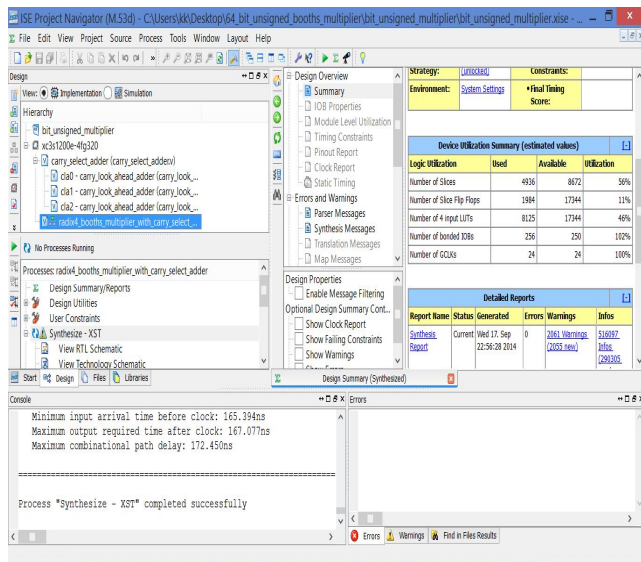 ISE Project Navigator (M.53d) - C:\Users\kk\Desktop\64_bit_unsigned_booths_multiplier\bit_unsigned_multiplier\bit_unsigned_multiplier.xise - ...
File Edit View Project Source Process Tools Window Layout Help
Design
View: Implementation Simulation
Hierarchy
bit_unsigned_multiplier
xc3s1200e-4fg320
carry_select_adder (carry_select_adder.v)
cla0 - carry_look_ahead_adder (carry_look_...
cla1 - carry_look_ahead_adder (carry_look_...
cla2 - carry_look_ahead_adder (carry_look_...
radix4_booths_multiplier_with_carry_select_...
No Processes Running
Processes: radix4_booths_multiplier_with_carry_select_adder
Design Summary/Reports
Design Utilities
User Constraints
Synthesize - XST
View RTL Schematic
View Technology Schematic
Start Design Files Libraries
Design Overview
Summary
IOB Properties
Module Level Utilization
Timing Constraints
Pinout Report
Clock Report
Static Timing
Errors and Warnings
Parser Messages
Synthesis Messages
Translation Messages
Map Messages
Design Properties
Enable Message Filtering
Optional Design Summary Cont...
Show Clock Report
Show Failing Constraints
Show Warnings
Show Errors
Design Summary (Synthesized)
Strategy: (unlocked) Constraints:
Environment: System Settings •Final Timing
Score:
Device Utilization Summary (estimated values) [-]
Logic Utilization Used Available Utilization
Number of Slices 4936 8672 56%
Number of Slice Flip Flops 1984 17344 11%
Number of 4 input LUTs 8125 17344 46%
Number of bonded IOBs 256 250 102%
Number of GCLKs 24 24 100%
Detailed Reports [-]
Report Name Status Generated Errors Warnings Infos
Synthesis Current Wed 17. Sep 0 2061 Warnings 516097
Report 22:56:28 2014 (2055 new) Infos
(290305
Console
Minimum input arrival time before clock: 165.394ns
Maximum output required time after clock: 167.077ns
Maximum combinational path delay: 172.450ns
=========================================================================
Process "Synthesize - XST" completed successfully
Errors
Errors Warnings Find in Files Results